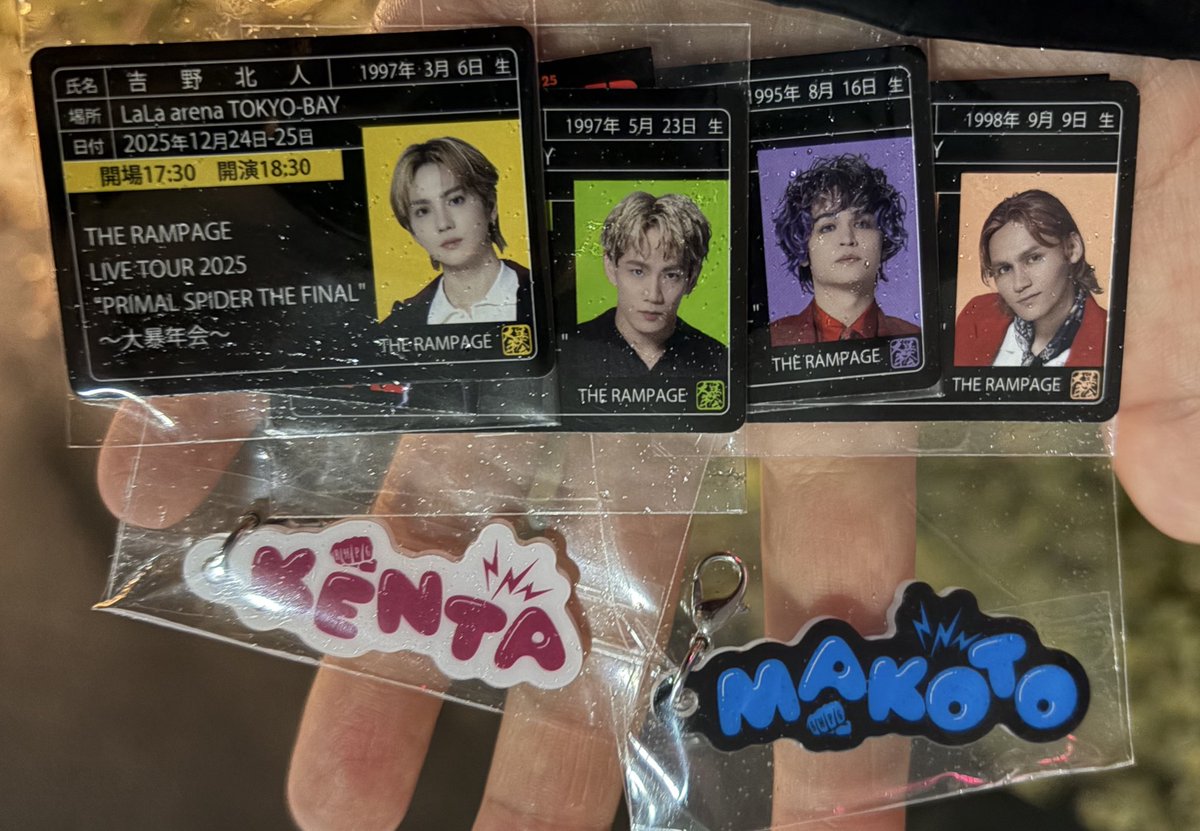 氏名 吉野北人 1997年 3月 6日 生
場所 LaLa arena TOKYO-BAY
日付 2025年12月24日-25日
開場17:30 開演18:30
THE RAMPAGE
LIVE TOUR 2025
"PRIMAL SPIDER THE FINAL"
～大暴年会～
THE RAMPAGE
25
1997年 5月 23日 生
Y
"
THE RAMPAGE
1995年 8月 16日 生
"
THE RAMPAGE
1998年 9月 9日 生
Y
THE RAMPAGE
KENTA
RMPG
MAKOTO
RMPG